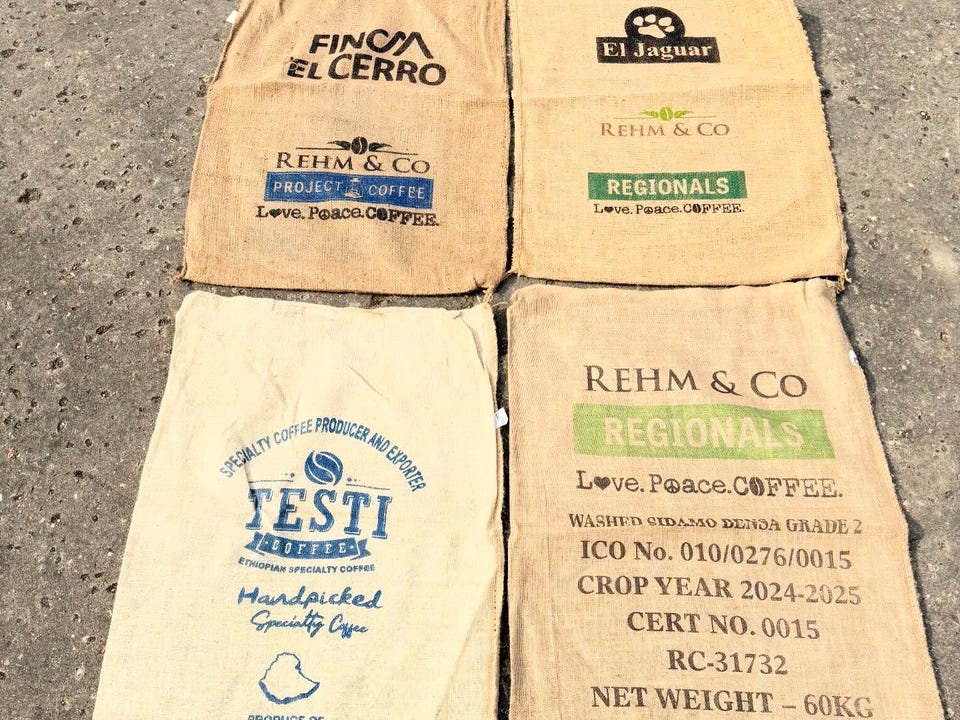 FINCA
EL CERRO
REHM & CO
PROJECT COFFEE
Love. Peace. COFFEE.
El Jaguar
REHM & CO
REGIONALS
Love. Peace. COFFEE.
SPECIALTY COFFEE PRODUCER AND EXPORTER
TESTI
COFFEE
ETHIOPIAN SPECIALTY COFFEE
Handpicked
Specialty Coffee
PRODUCE OF
REHM & CO
REGIONALS
Love. Peace. COFFEE.
WASHED SIDAMO DENSA GRADE 2
ICO No. 010/0276/0015
CROP YEAR 2024-2025
CERT NO. 0015
RC-31732
NET WEIGHT – 60KG